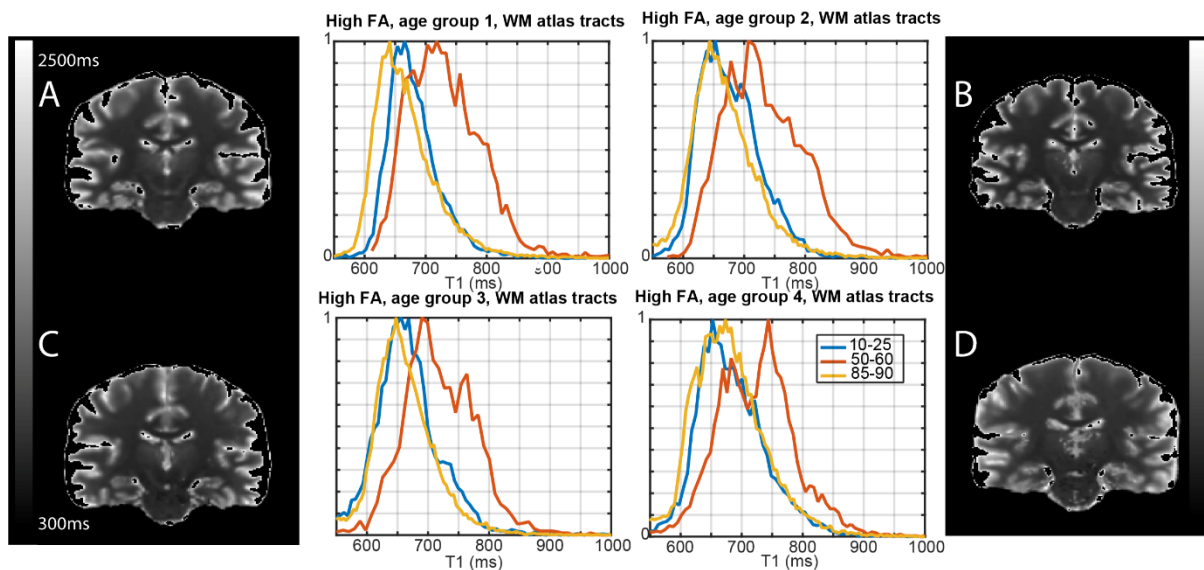 High FA, age group 1, WM atlas tracts
High FA, age group 2, WM atlas tracts
2500ms
A
B
1
0
600 700 800 900 1000
T1 (ms)
1
0
600 700 800 900 1000
T1 (ms)
High FA, age group 3, WM atlas tracts
High FA, age group 4, WM atlas tracts
C
D
300ms
1
0
600 700 800 900 1000
T1 (ms)
1
0
10-25
50-60
85-90
600 700 800 900 1000
T1 (ms)